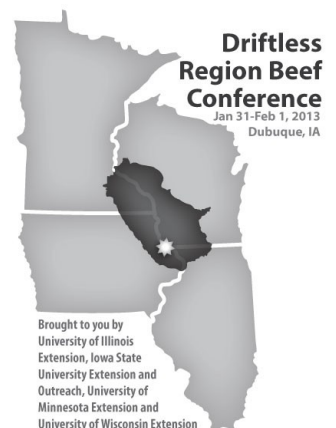 Driftless
Region Beef
Conference
Jan 31-Feb 1, 2013
Dubuque, IA
Brought to you by
University of Illinois
Extension, Iowa State
University Extension and
Outreach, University of
Minnesota Extension and
University of Wisconsin Extension